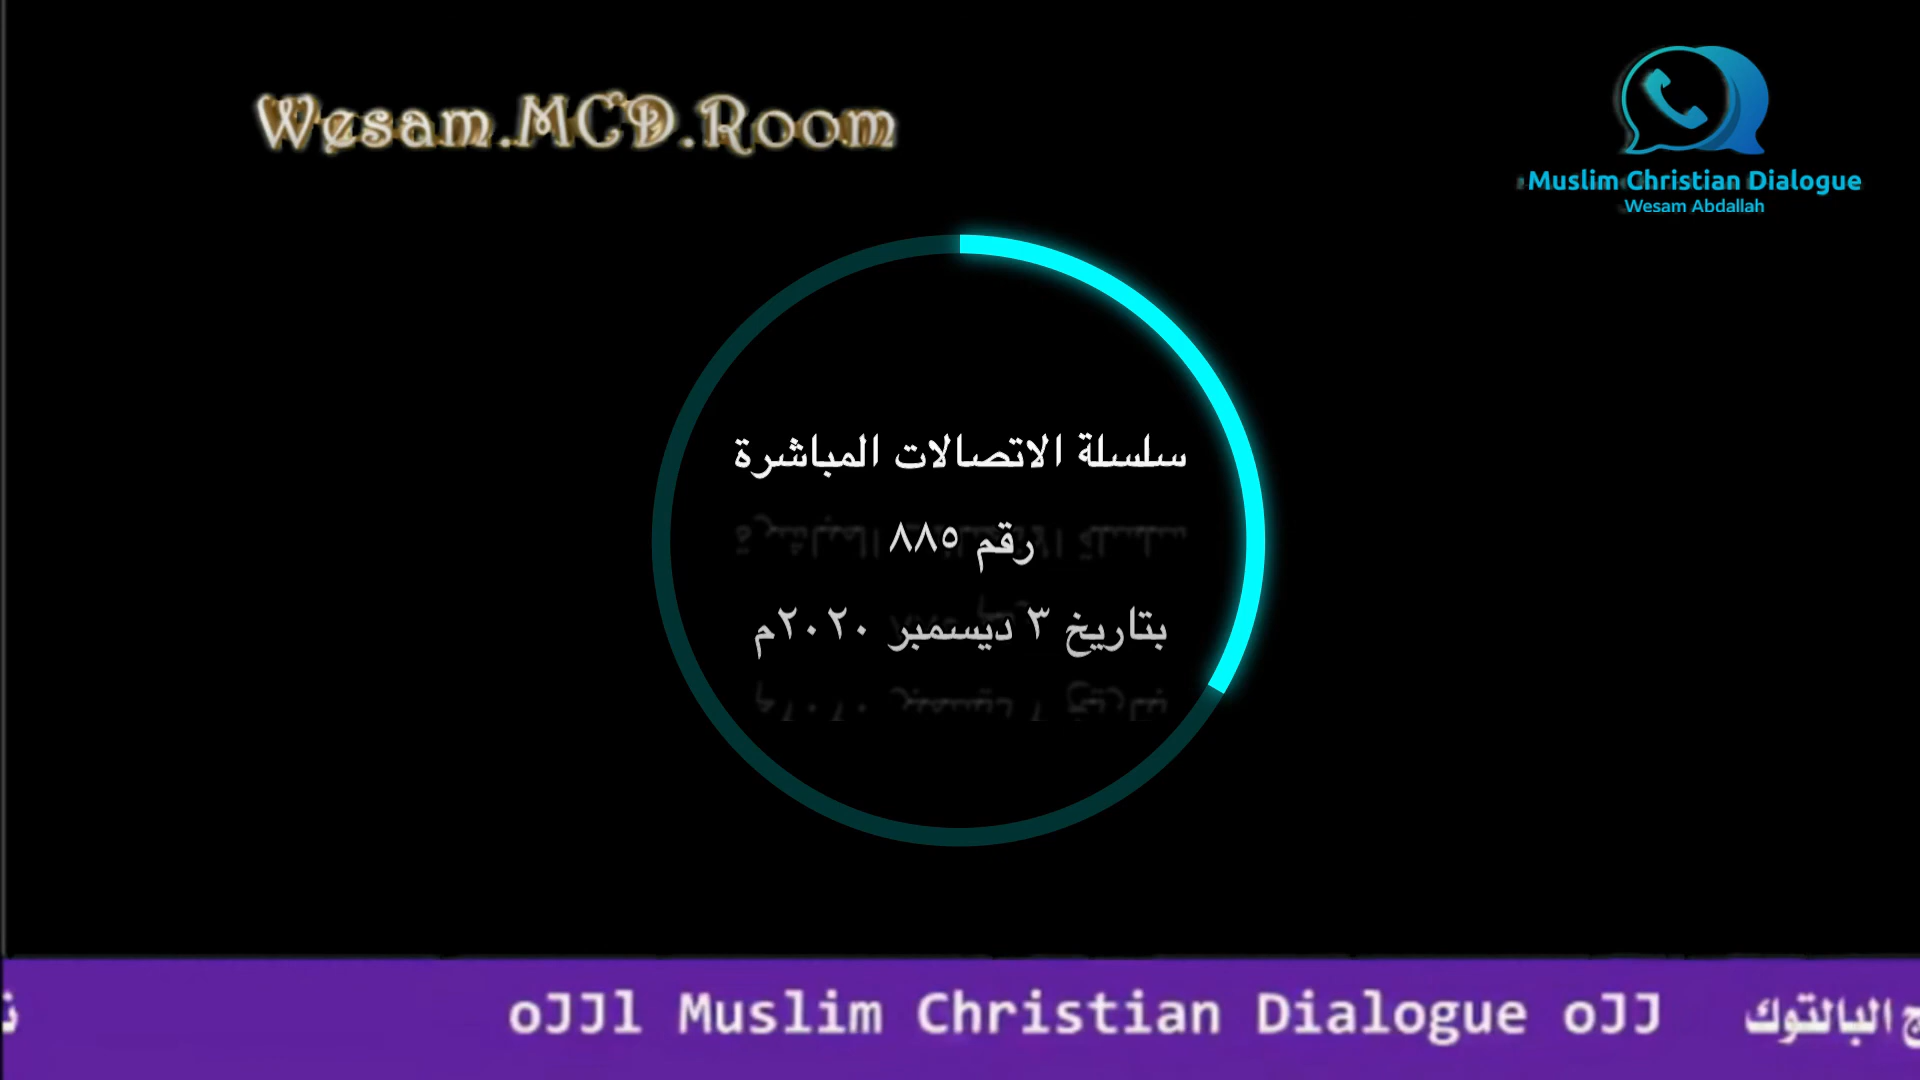 Wesam.MCD.Room
Muslim Christian Dialogue
Wesam Abdallah
سلسلة الاتصالات المباشرة
رقم ٨٨٥
بتاريخ ٣ ديسمبر ٢٠٢٠م
البالتوك oJJl Muslim Christian Dialogue oJJ